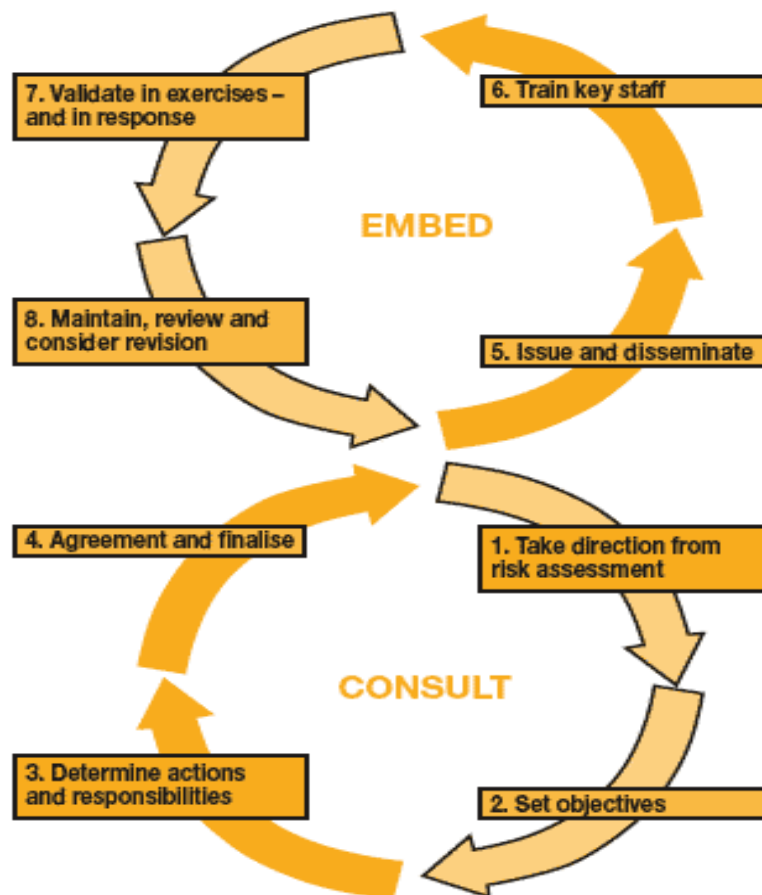 7. Validate in exercises –
and in response
6. Train key staff
EMBED
8. Maintain, review and
consider revision
5. Issue and disseminate
4. Agreement and finalise
1. Take direction from
risk assessment
CONSULT
3. Determine actions
and responsibilities
2. Set objectives